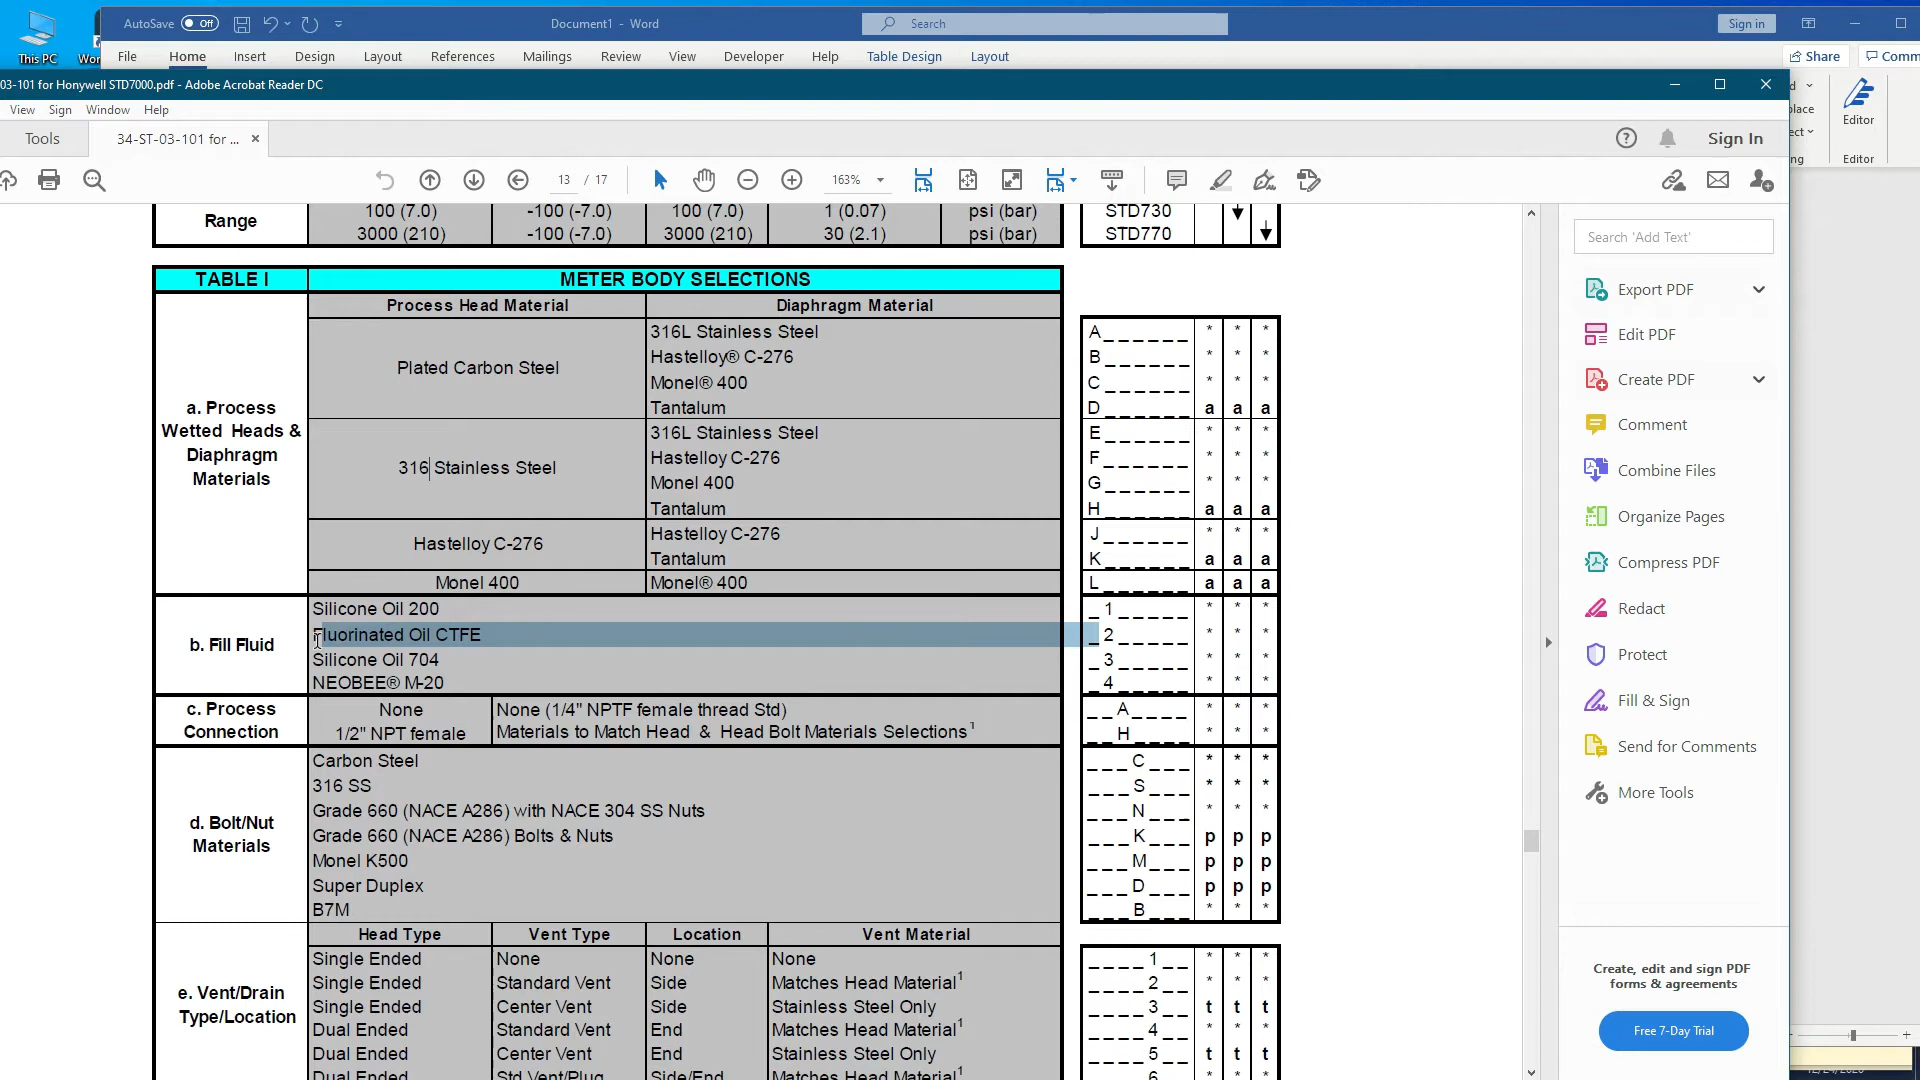 AutoSave Off Document1 - Word Search Sign in
This PC Wor
File Home Insert Design Layout References Mailings Review View Developer Help Table Design Layout Share Comm
03-101 for Honywell STD7000.pdf - Adobe Acrobat Reader DC
View Sign Window Help
Editor
Tools 34-ST-03-101 for ... × ? Sign In
Editor
13 / 17 163%
Range 100 (7.0) -100 (-7.0) 100 (7.0) 1 (0.07) psi (bar) STD730
3000 (210) -100 (-7.0) 3000 (210) 30 (2.1) psi (bar) STD770
Search 'Add Text'
TABLE I METER BODY SELECTIONS
Export PDF
Process Head Material Diaphragm Material
Edit PDF
Create PDF
Comment
Combine Files
Organize Pages
Compress PDF
Redact
Protect
Fill & Sign
Send for Comments
More Tools
a. Process
Wetted Heads &
Diaphragm
Materials
Plated Carbon Steel
316L Stainless Steel A _ _ _ _ _ _ * * *
Hastelloy® C-276 B _ _ _ _ _ _ * * *
Monel® 400 C _ _ _ _ _ _ * * *
Tantalum D _ _ _ _ _ _ a a a
316 Stainless Steel
316L Stainless Steel E _ _ _ _ _ _ * * *
Hastelloy C-276 F _ _ _ _ _ _ * * *
Monel 400 G _ _ _ _ _ _ * * *
Tantalum H _ _ _ _ _ _ a a a
Hastelloy C-276
Hastelloy C-276 J _ _ _ _ _ _ * * *
Tantalum K _ _ _ _ _ _ a a a
Monel 400 Monel® 400 L _ _ _ _ _ _ a a a
b. Fill Fluid
Silicone Oil 200 _ 1 _ _ _ _ _ * * *
Fluorinated Oil CTFE _ 2 _ _ _ _ _ * * *
Silicone Oil 704 _ 3 _ _ _ _ _ * * *
NEOBEE® M-20 _ 4 _ _ _ _ _ * * *
c. Process
Connection
None None (1/4" NPTF female thread Std) _ _ A _ _ _ _ * * *
1/2" NPT female Materials to Match Head & Head Bolt Materials Selections1 _ _ H _ _ _ _ * * *
d. Bolt/Nut
Materials
Carbon Steel _ _ _ C _ _ _ * * *
316 SS _ _ _ S _ _ _ * * *
Grade 660 (NACE A286) with NACE 304 SS Nuts _ _ _ N _ _ _ * * *
Grade 660 (NACE A286) Bolts & Nuts _ _ _ K _ _ _ p p p
Monel K500 _ _ _ M _ _ _ p p p
Super Duplex _ _ _ D _ _ _ p p p
B7M _ _ _ B _ _ _ * * *
Head Type Vent Type Location Vent Material
e. Vent/Drain
Type/Location
Single Ended None None None _ _ _ _ 1 _ _ * * *
Single Ended Standard Vent Side Matches Head Material1 _ _ _ _ 2 _ _ * * *
Single Ended Center Vent Side Stainless Steel Only _ _ _ _ 3 _ _ t t t
Dual Ended Standard Vent End Matches Head Material1 _ _ _ _ 4 _ _ * * *
Dual Ended Center Vent End Stainless Steel Only _ _ _ _ 5 _ _ t t t
Dual Ended Std Vent/Plug Side/End Matches Head Material1 6
Create, edit and sign PDF
forms & agreements
Free 7-Day Trial